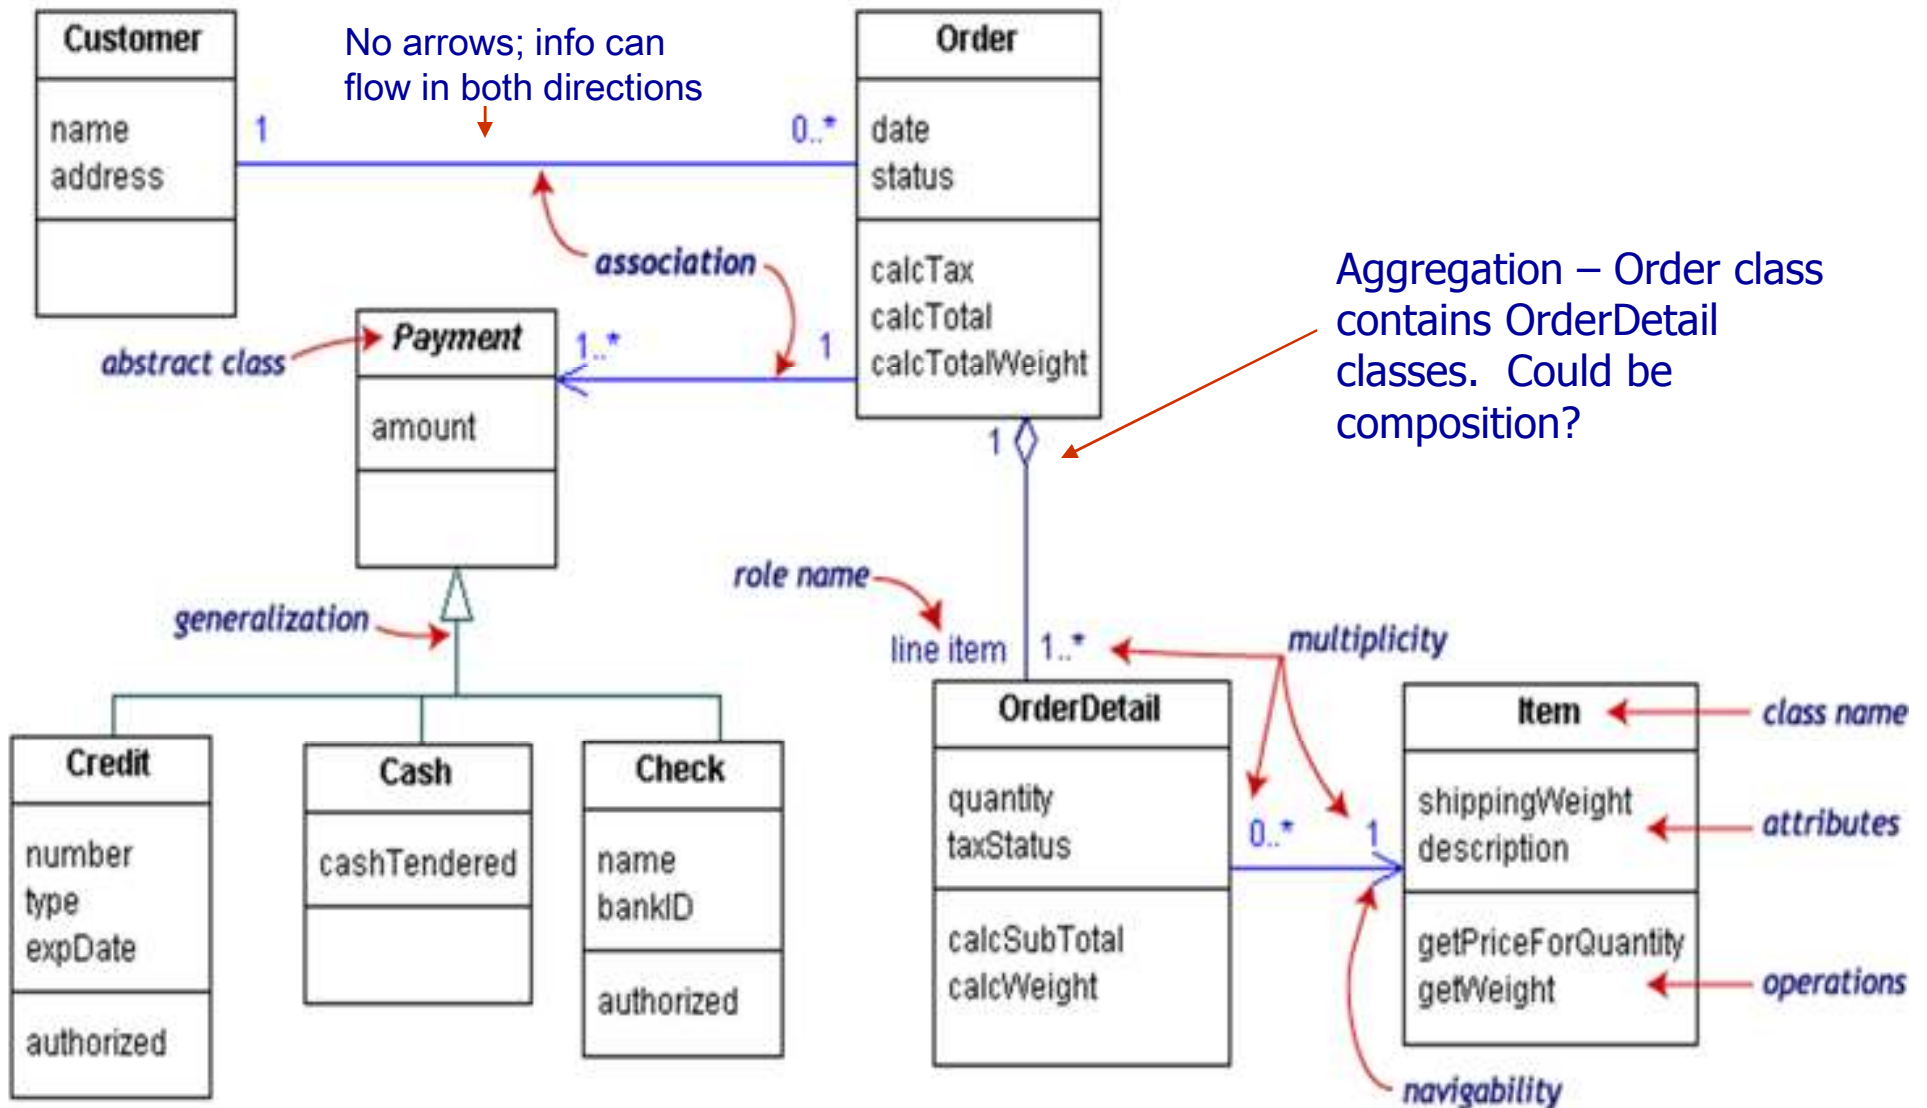 Customer
name
address
No arrows; info can
flow in both directions
1
0..*
Order
date
status
calcTax
calcTotal
calcTotalWeight
association
abstract class
Payment
amount
1..*
1
Aggregation – Order class
contains OrderDetail
classes.  Could be
composition?
1
generalization
role name
line item
1..*
multiplicity
Credit
number
type
expDate
authorized
Cash
cashTendered
Check
name
bankID
authorized
OrderDetail
quantity
taxStatus
calcSubTotal
calcWeight
0..*
1
Item
shippingWeight
description
getPriceForQuantity
getWeight
class name
attributes
operations
navigability